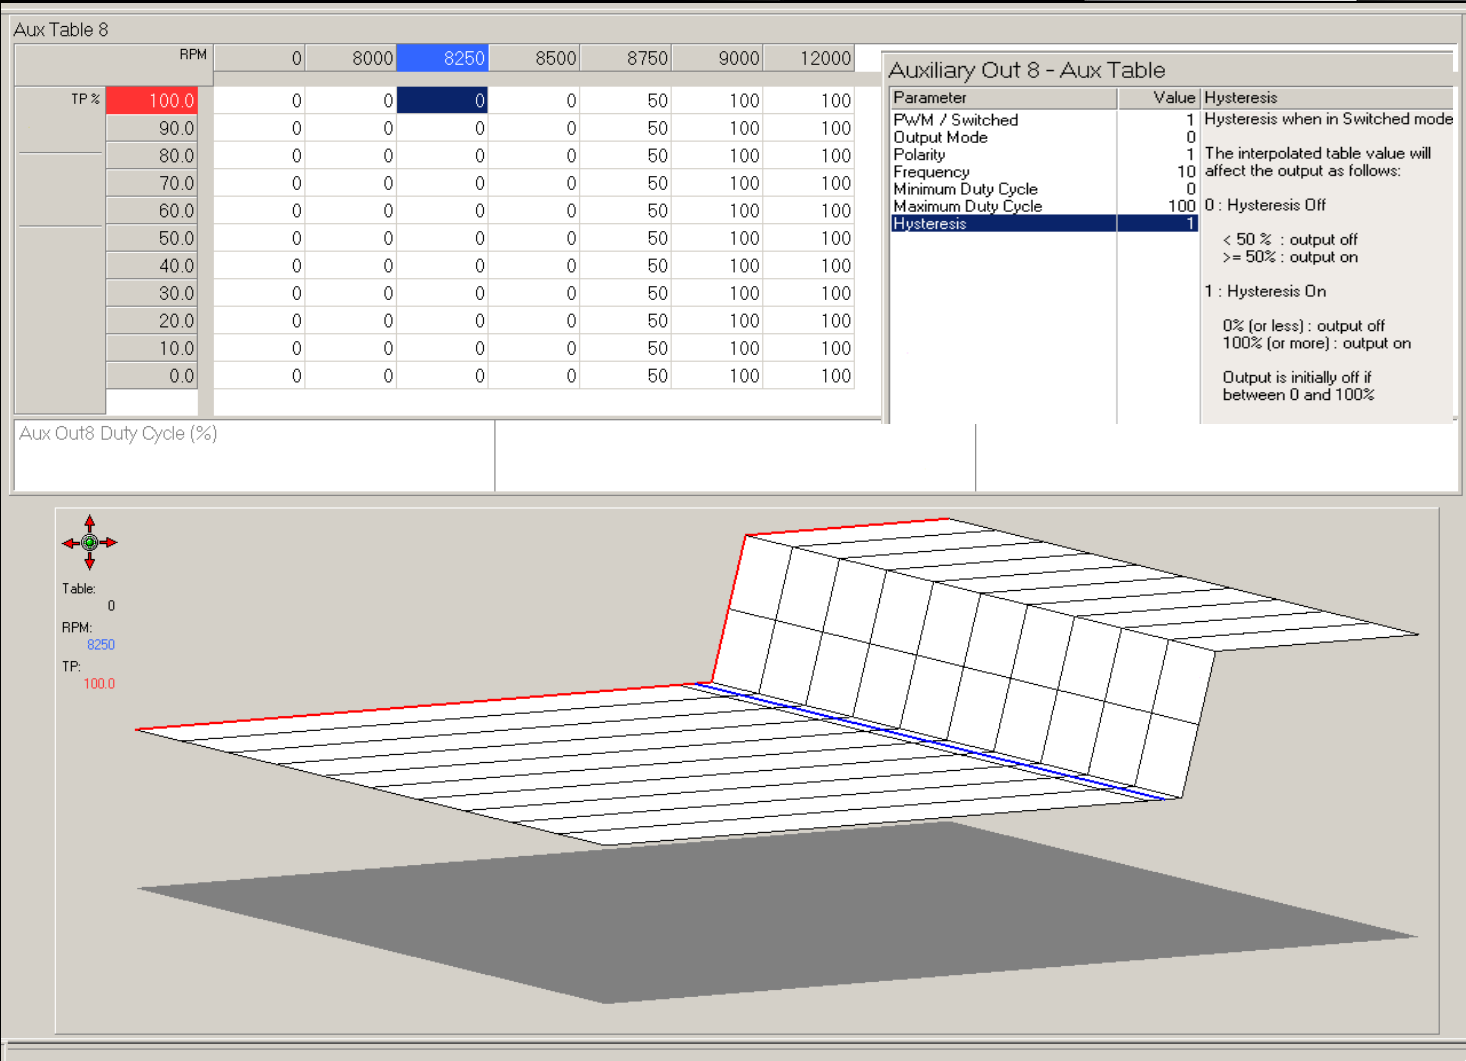 Aux Table 8
RPM 0 8000 8250 8500 8750 9000 12000
TP % 100.0 0 0 0 0 50 100 100
90.0 0 0 0 0 50 100 100
80.0 0 0 0 0 50 100 100
70.0 0 0 0 0 50 100 100
60.0 0 0 0 0 50 100 100
50.0 0 0 0 0 50 100 100
40.0 0 0 0 0 50 100 100
30.0 0 0 0 0 50 100 100
20.0 0 0 0 0 50 100 100
10.0 0 0 0 0 50 100 100
0.0 0 0 0 0 50 100 100
Aux Out8 Duty Cycle (%)
Auxiliary Out 8 - Aux Table
Parameter Value Hysteresis
PWM / Switched 1
Output Mode 0
Polarity 1
Frequency 10
Minimum Duty Cycle 0
Maximum Duty Cycle 100
Hysteresis 1
Hysteresis when in Switched mode
The interpolated table value will
affect the output as follows:
0 : Hysteresis Off
< 50 % : output off
>= 50% : output on
1 : Hysteresis On
0% (or less) : output off
100% (or more) : output on
Output is initially off if
between 0 and 100%
Table:
0
RPM:
8250
TP:
100.0